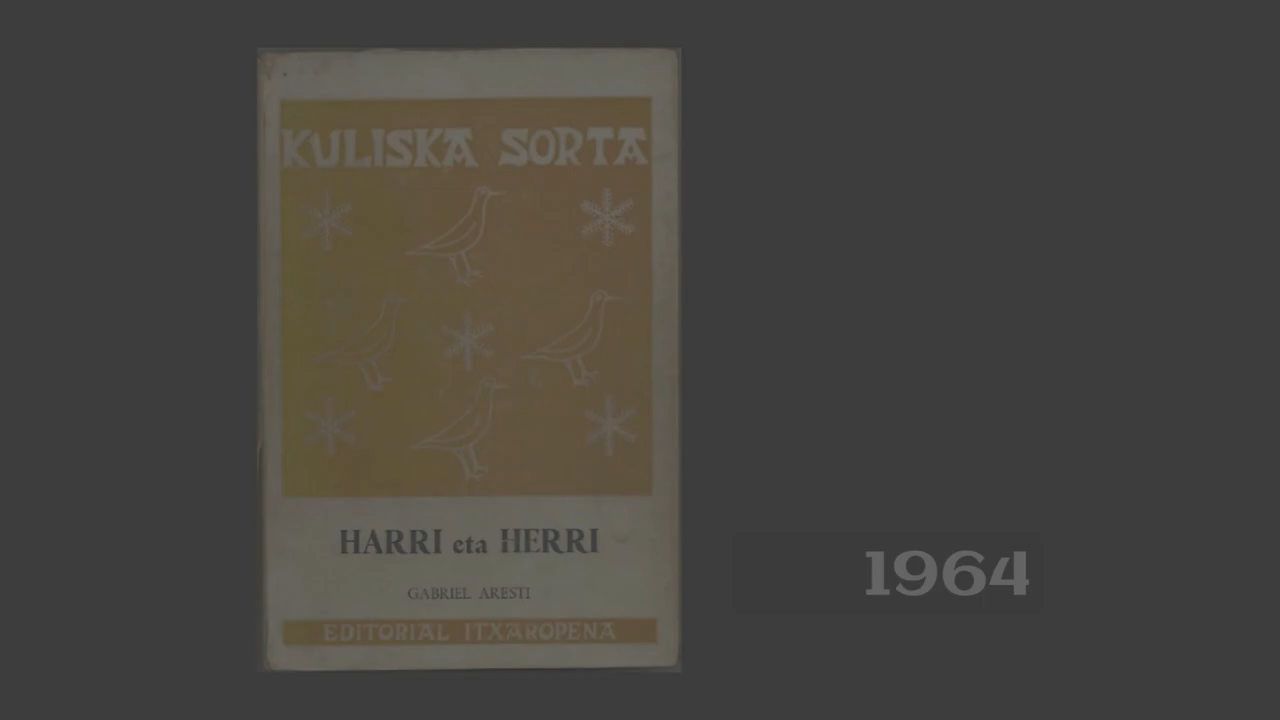 KULISKA SORTA
HARRI eta HERRI
GABRIEL ARESTI
EDITORIAL ITXAROPENA
1964